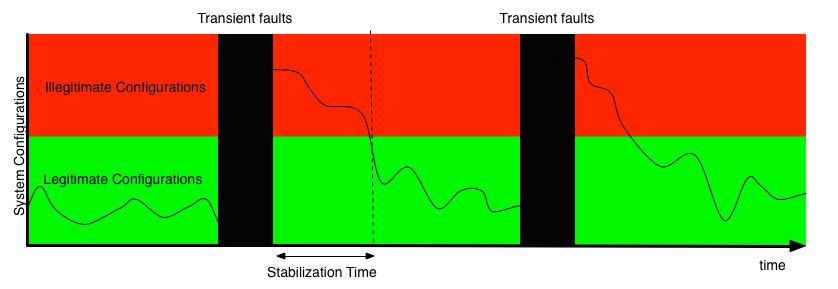 Transient faults
Transient faults
Illegitimate Configurations
Legitimate Configurations
System Configurations
Stabilization Time
time